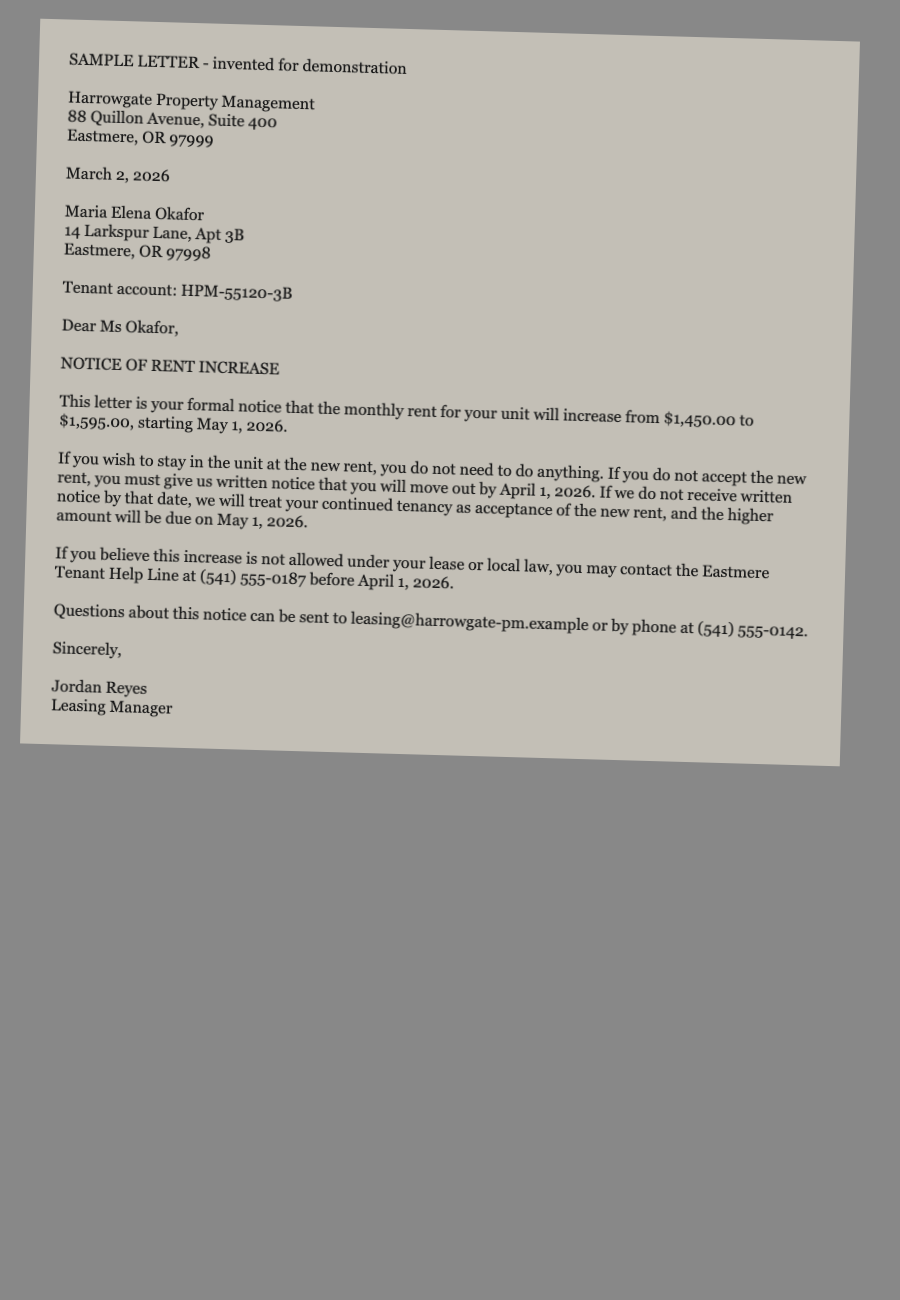 SAMPLE LETTER - invented for demonstration
Harrowgate Property Management
88 Quillon Avenue, Suite 400
Eastmere, OR 97999
March 2, 2026
Maria Elena Okafor
14 Larkspur Lane, Apt 3B
Eastmere, OR 97998
Tenant account: HPM-55120-3B
Dear Ms Okafor,
NOTICE OF RENT INCREASE
This letter is your formal notice that the monthly rent for your unit will increase from $1,450.00 to
$1,595.00, starting May 1, 2026.
If you wish to stay in the unit at the new rent, you do not need to do anything. If you do not accept the new
rent, you must give us written notice that you will move out by April 1, 2026. If we do not receive written
notice by that date, we will treat your continued tenancy as acceptance of the new rent, and the higher
amount will be due on May 1, 2026.
If you believe this increase is not allowed under your lease or local law, you may contact the Eastmere
Tenant Help Line at (541) 555-0187 before April 1, 2026.
Questions about this notice can be sent to leasing@harrowgate-pm.example or by phone at (541) 555-0142.
Sincerely,
Jordan Reyes
Leasing Manager